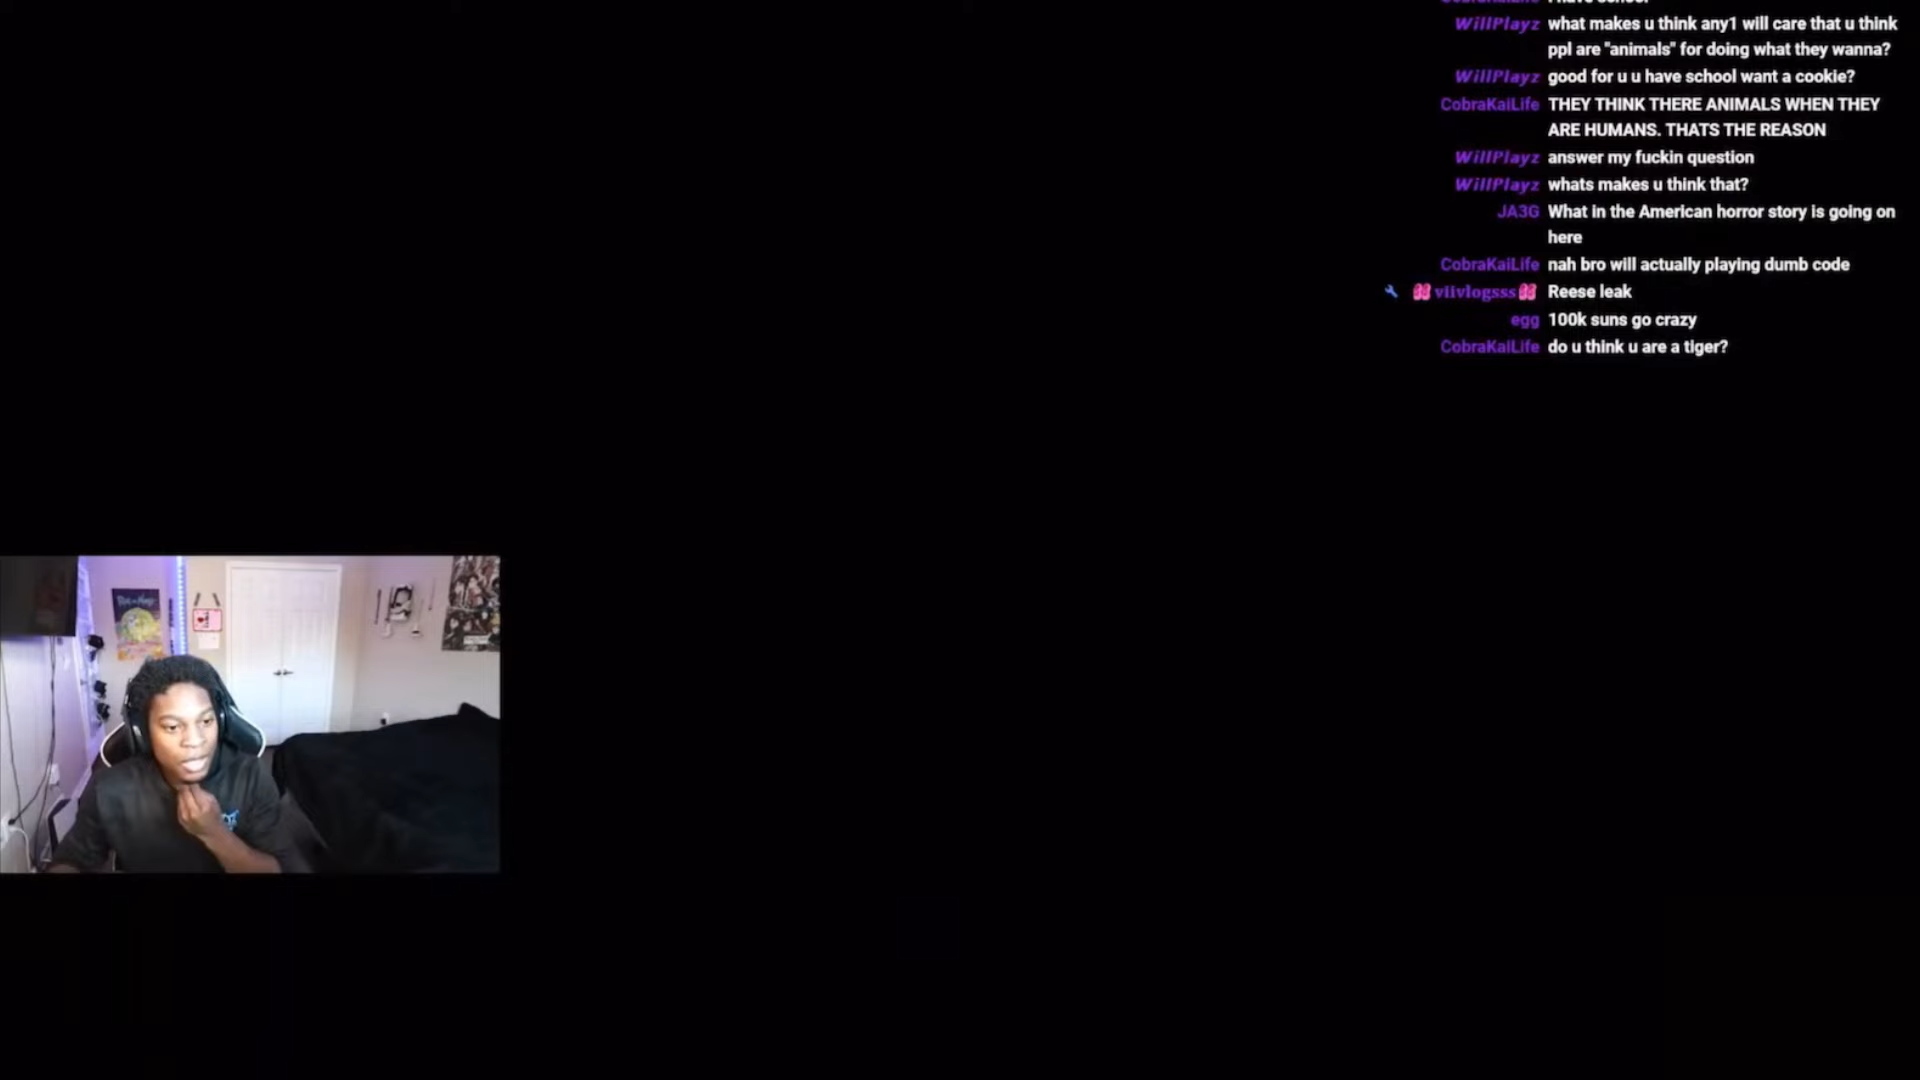 CobraKaiLife I have school
WillPlayz what makes u think any1 will care that u think
ppl are "animals" for doing what they wanna?
WillPlayz good for u u have school want a cookie?
CobraKaiLife THEY THINK THERE ANIMALS WHEN THEY
ARE HUMANS. THATS THE REASON
WillPlayz answer my fuckin question
WillPlayz whats makes u think that?
JA3G What in the American horror story is going on
here
CobraKaiLife nah bro will actually playing dumb code
viivlogsss Reese leak
egg 100k suns go crazy
CobraKaiLife do u think u are a tiger?